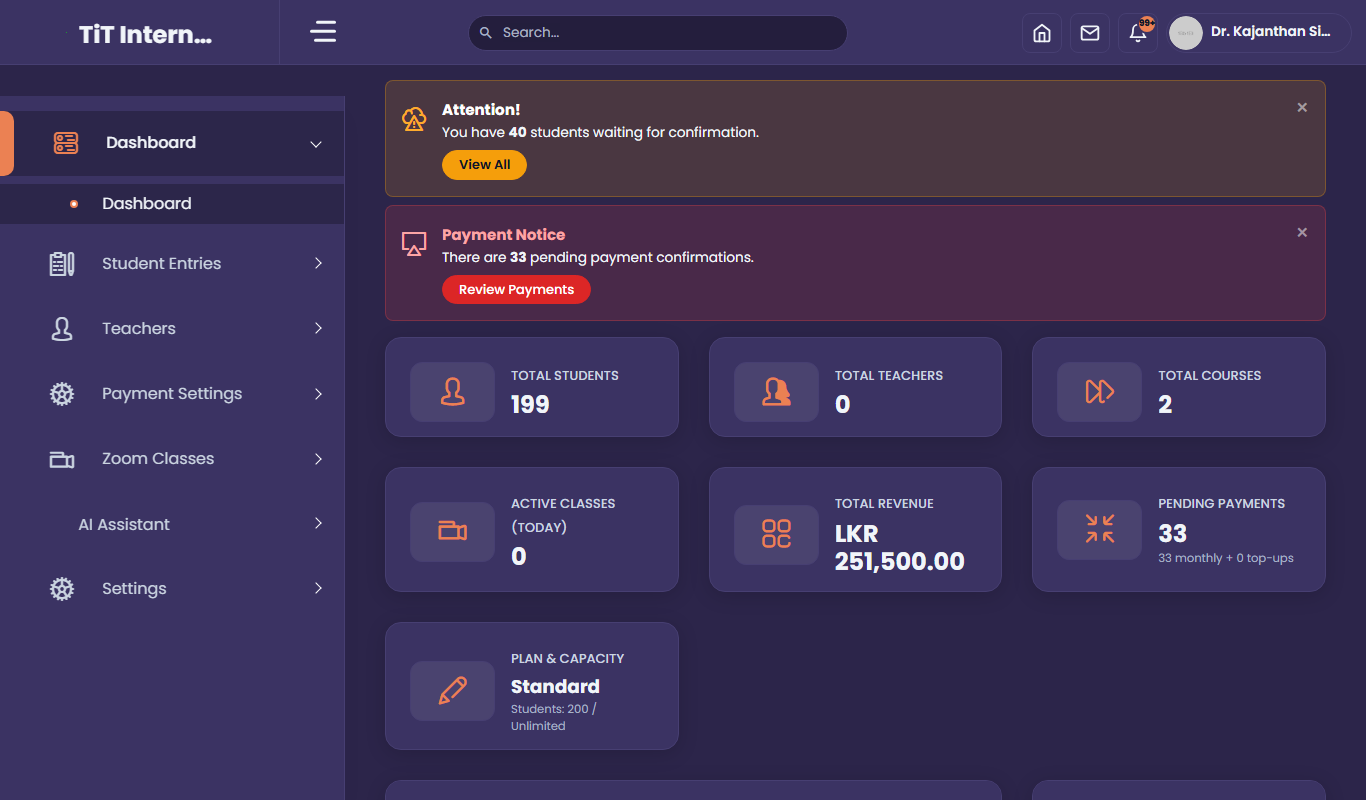 TiT Intern...
Search...
99+
Dr. Kajanthan Si...
Dashboard
Dashboard
Student Entries
Teachers
Payment Settings
Zoom Classes
AI Assistant
Settings
Attention!
You have 40 students waiting for confirmation.
View All
×
Payment Notice
There are 33 pending payment confirmations.
Review Payments
×
TOTAL STUDENTS
199
TOTAL TEACHERS
0
TOTAL COURSES
2
ACTIVE CLASSES
(TODAY)
0
TOTAL REVENUE
LKR
251,500.00
PENDING PAYMENTS
33
33 monthly + 0 top-ups
PLAN & CAPACITY
Standard
Students: 200 /
Unlimited